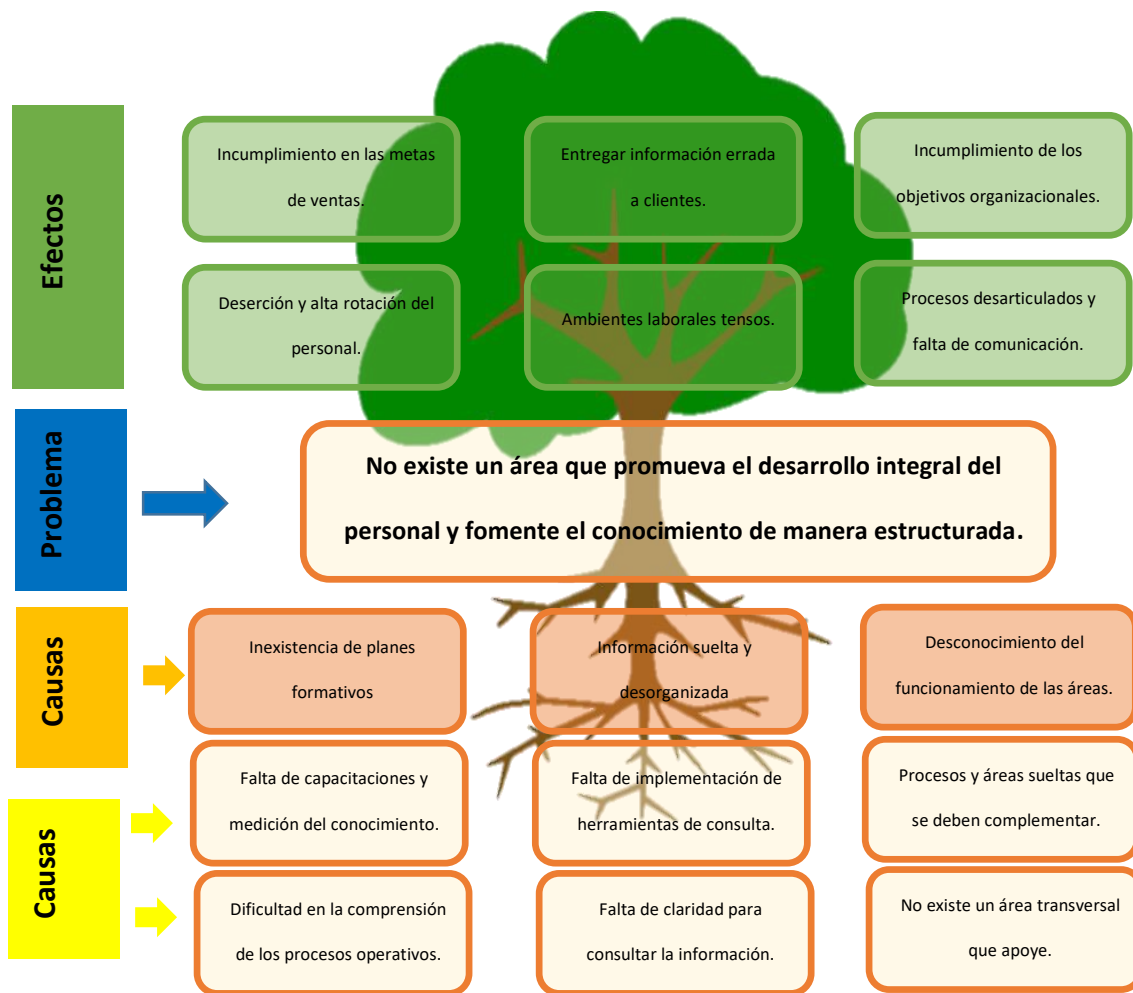 Efectos
Incumplimiento en las metas
de ventas.
Entregar información errada
a clientes.
Incumplimiento de los
objetivos organizacionales.
Deserción y alta rotación del
personal.
Ambientes laborales tensos.
Procesos desarticulados y
falta de comunicación.
Problema
No existe un área que promueva el desarrollo integral del
personal y fomente el conocimiento de manera estructurada.
Causas
Inexistencia de planes
formativos
Información suelta y
desorganizada
Desconocimiento del
funcionamiento de las áreas.
Causas
Falta de capacitaciones y
medición del conocimiento.
Falta de implementación de
herramientas de consulta.
Procesos y áreas sueltas que
se deben complementar.
Dificultad en la comprensión
de los procesos operativos.
Falta de claridad para
consultar la información.
No existe un área transversal
que apoye.